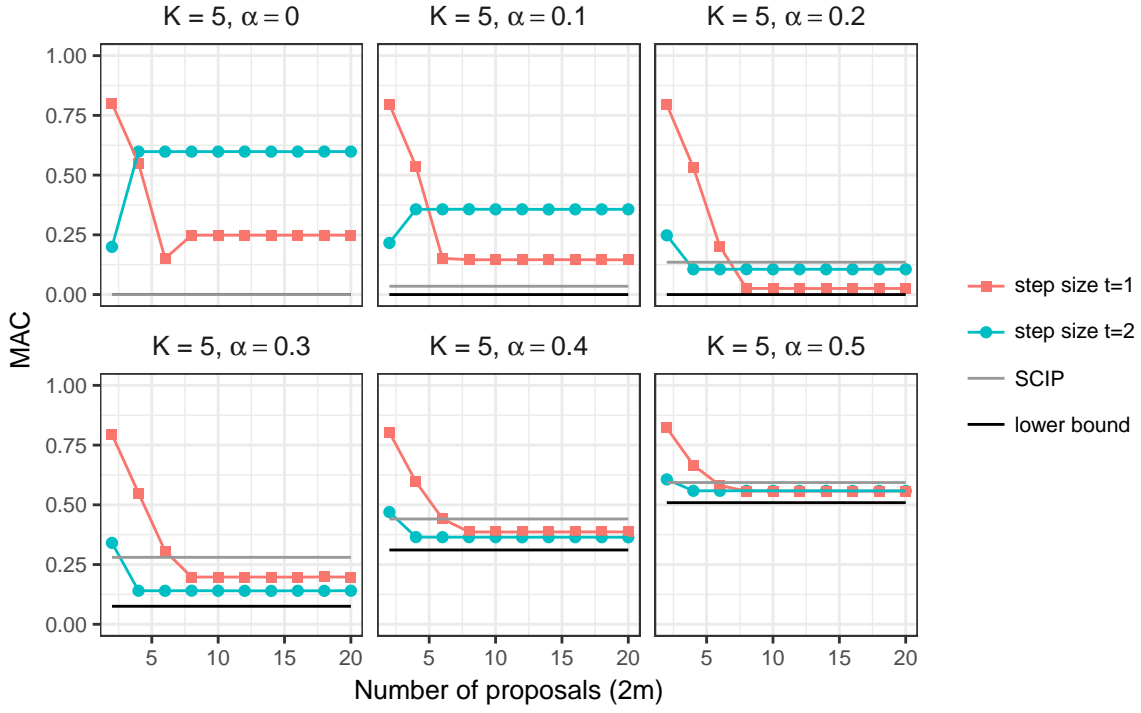 K = 5, α = 0
K = 5, α = 0.1
K = 5, α = 0.2
1.00
0.75
0.50
0.25
0.00
MAC
K = 5, α = 0.3
K = 5, α = 0.4
K = 5, α = 0.5
1.00
0.75
0.50
0.25
0.00
5 10 15 20
5 10 15 20
5 10 15 20
Number of proposals (2m)
step size t=1
step size t=2
SCIP
lower bound